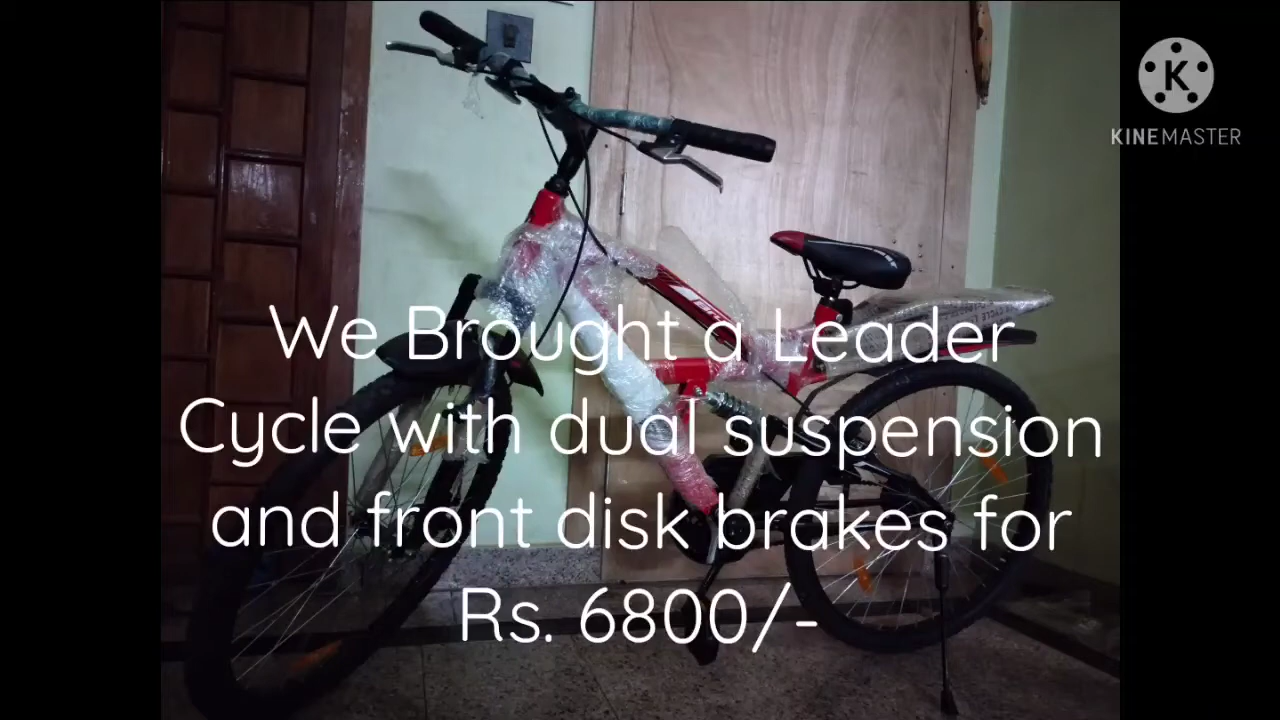 K
KINEMASTER
We Brought a Leader
Cycle with dual suspension
and front disk brakes for
Rs. 6800/-